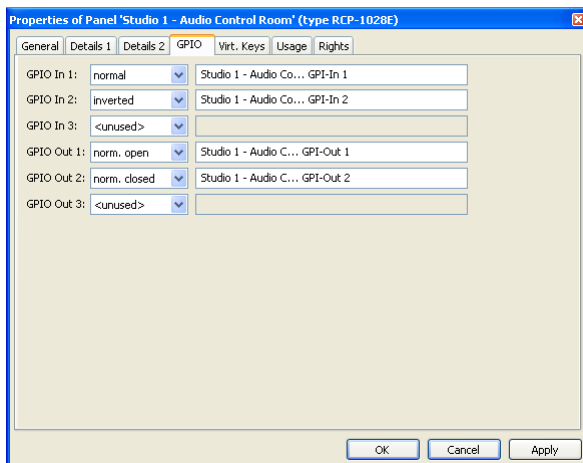 Properties of Panel 'Studio 1 - Audio Control Room' (type RCP-1028E)
General Details 1 Details 2 GPIO Virt. Keys Usage Rights
GPIO In 1: normal Studio 1 - Audio Co... GPI-In 1
GPIO In 2: inverted Studio 1 - Audio Co... GPI-In 2
GPIO In 3: <unused>
GPIO Out 1: norm. open Studio 1 - Audio C... GPI-Out 1
GPIO Out 2: norm. closed Studio 1 - Audio C... GPI-Out 2
GPIO Out 3: <unused>
OK Cancel Apply